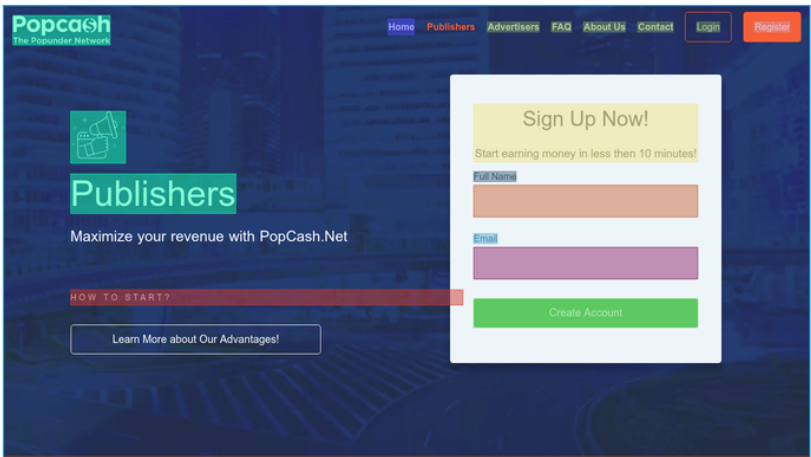 Popca$h
The Popunder Network
Home Publishers Advertisers FAQ About Us Contact Login Register
Publishers
Maximize your revenue with PopCash.Net
HOW TO START?
Learn More about Our Advantages!
Sign Up Now!
Start earning money in less then 10 minutes!
Full Name
Email
Create Account